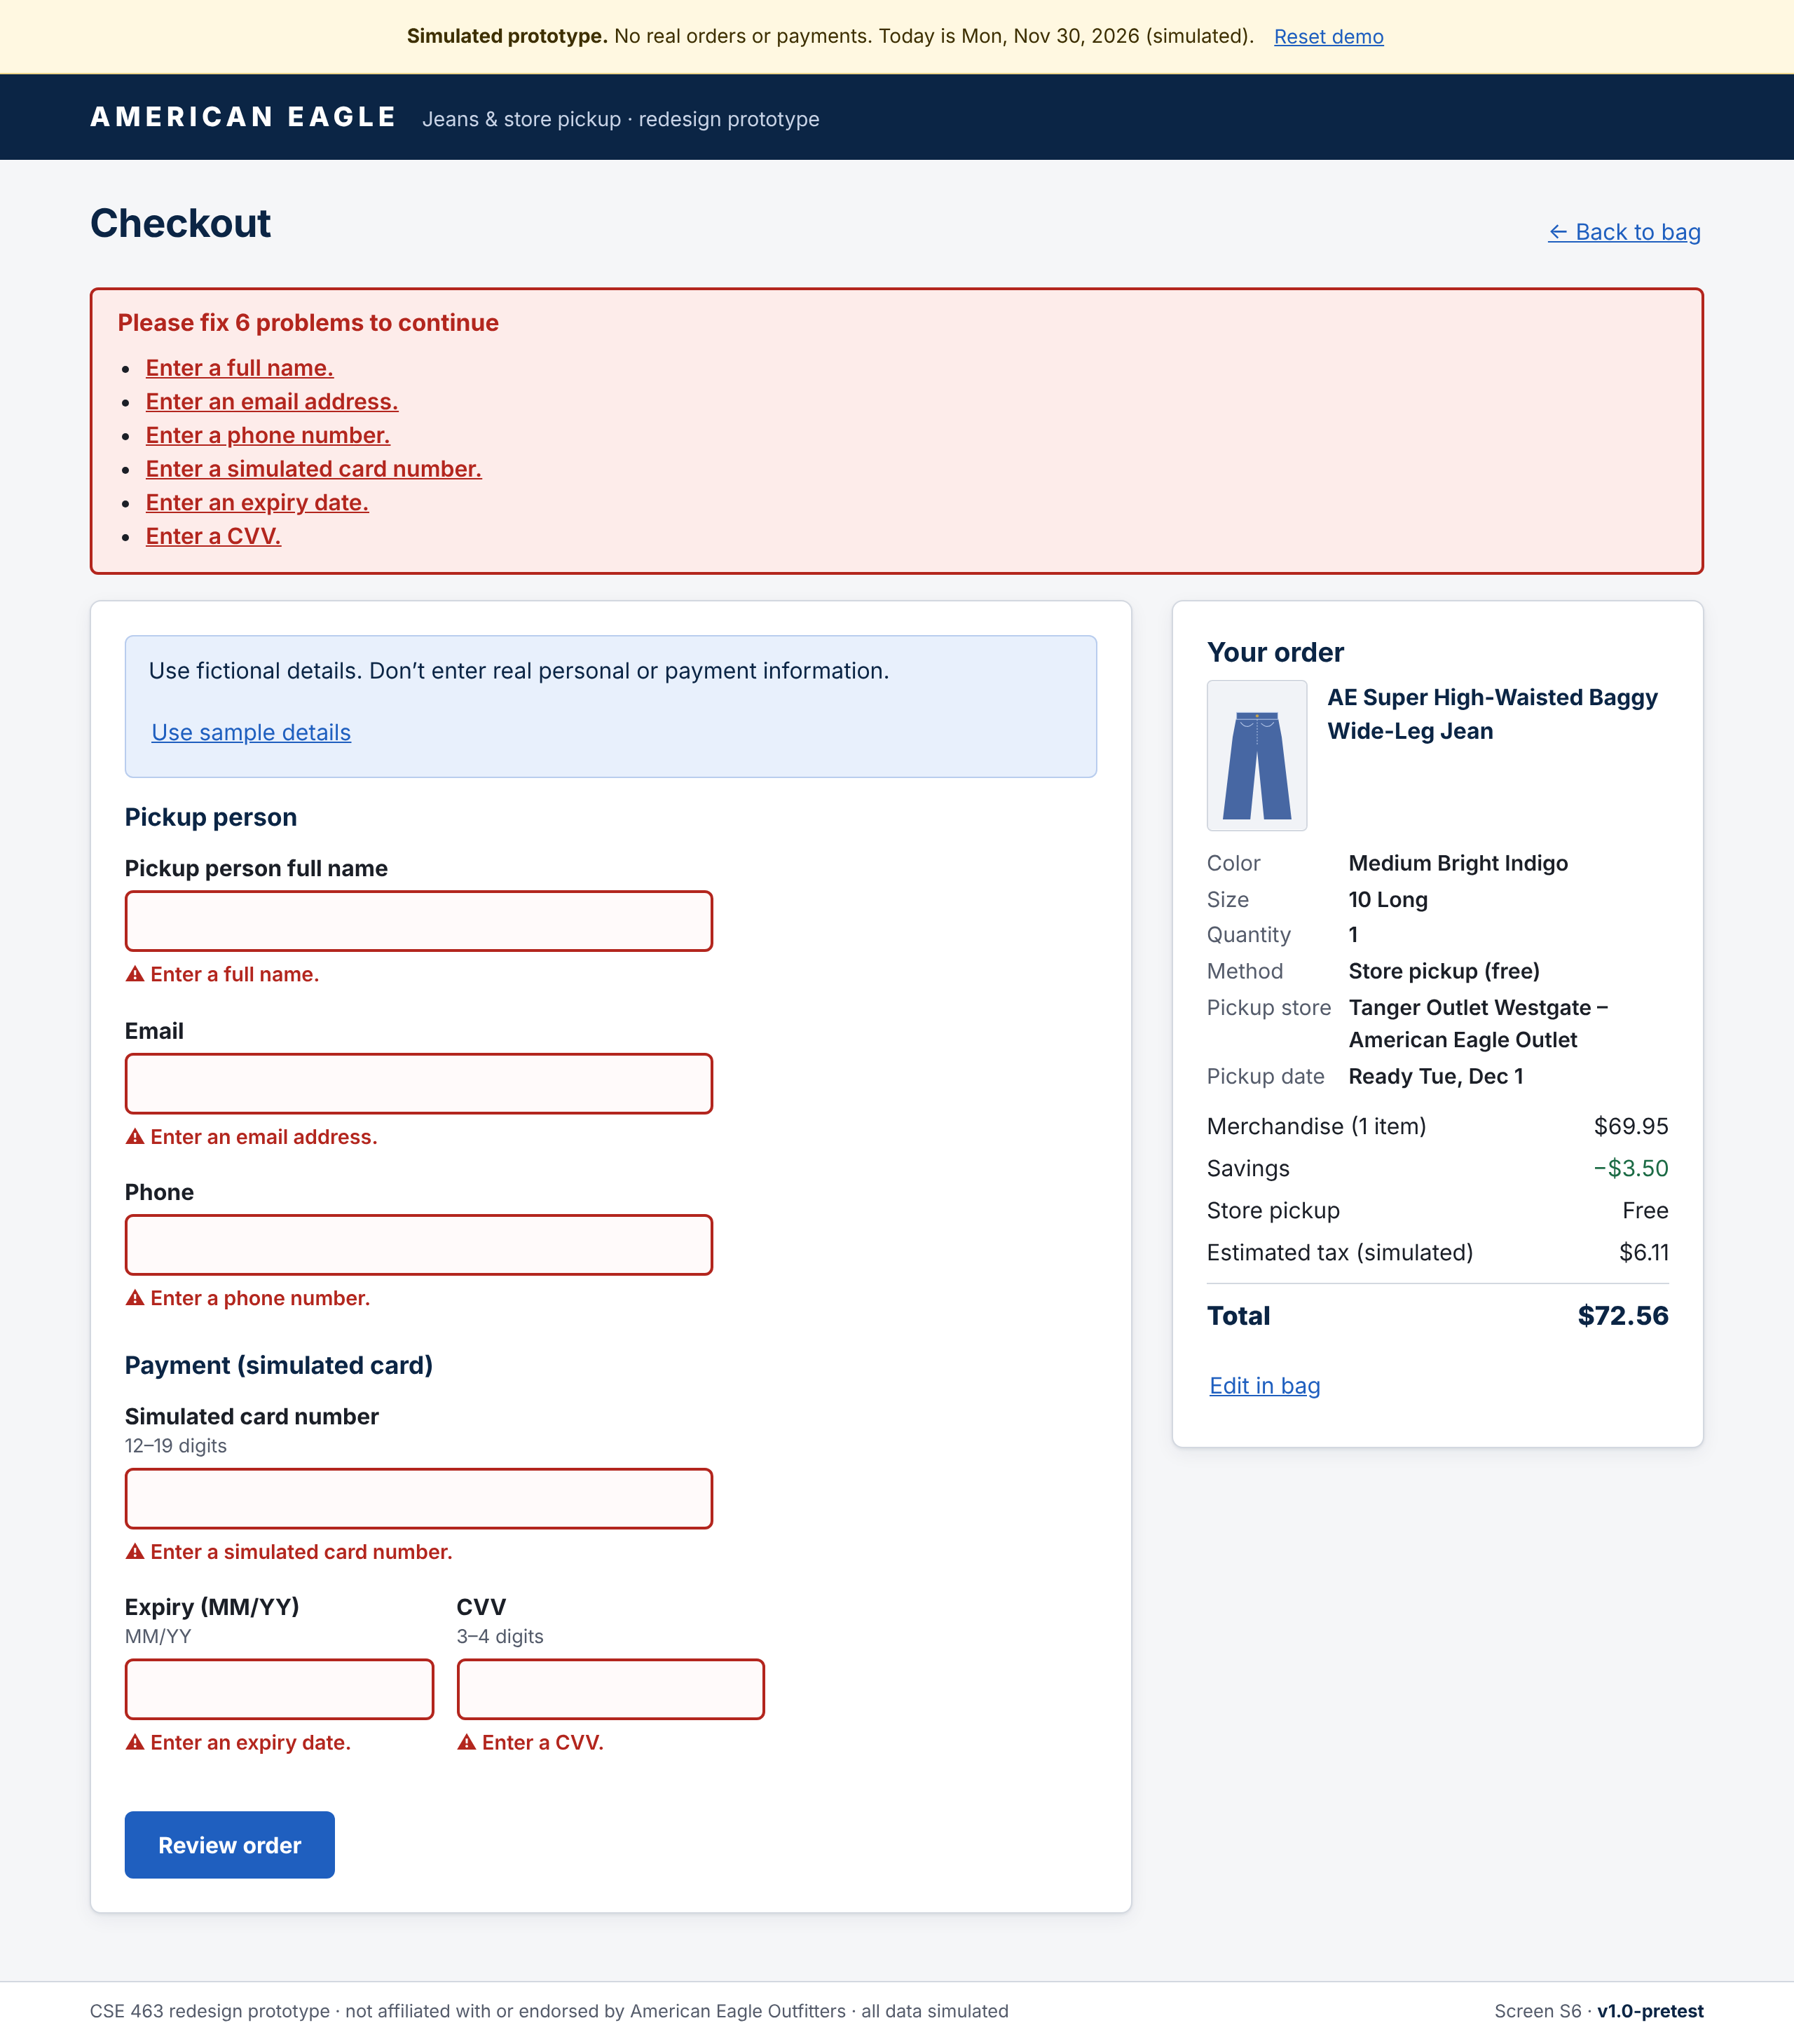 Simulated prototype. No real orders or payments. Today is Mon, Nov 30, 2026 (simulated). Reset demo
AMERICAN EAGLE Jeans & store pickup · redesign prototype
Checkout
← Back to bag
Please fix 6 problems to continue
• Enter a full name.
• Enter an email address.
• Enter a phone number.
• Enter a simulated card number.
• Enter an expiry date.
• Enter a CVV.
Use fictional details. Don’t enter real personal or payment information.
Use sample details
Pickup person
Pickup person full name
⚠ Enter a full name.
Email
⚠ Enter an email address.
Phone
⚠ Enter a phone number.
Payment (simulated card)
Simulated card number
12–19 digits
⚠ Enter a simulated card number.
Expiry (MM/YY) CVV
MM/YY 3–4 digits
⚠ Enter an expiry date. ⚠ Enter a CVV.
Review order
Your order
AE Super High-Waisted Baggy
Wide-Leg Jean
Color Medium Bright Indigo
Size 10 Long
Quantity 1
Method Store pickup (free)
Pickup store Tanger Outlet Westgate –
American Eagle Outlet
Pickup date Ready Tue, Dec 1
Merchandise (1 item) $69.95
Savings −$3.50
Store pickup Free
Estimated tax (simulated) $6.11
Total $72.56
Edit in bag
CSE 463 redesign prototype · not affiliated with or endorsed by American Eagle Outfitters · all data simulated
Screen S6 · v1.0-pretest